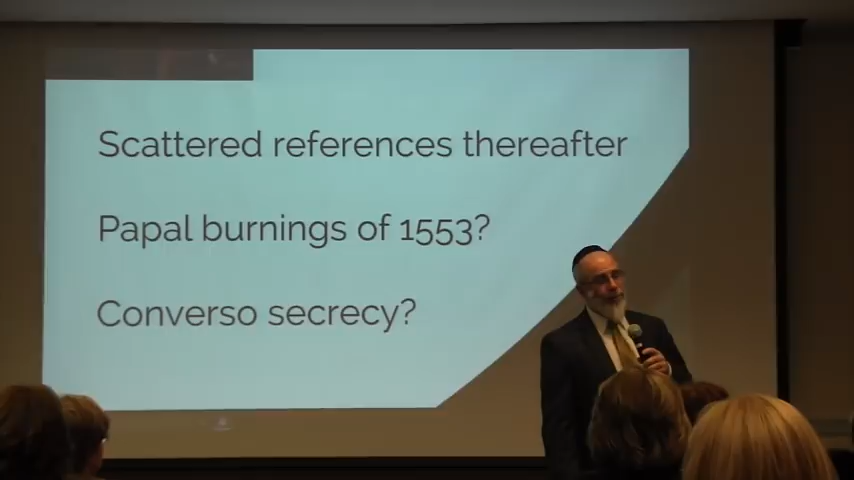 Scattered references thereafter
Papal burnings of 1553?
Converso secrecy?